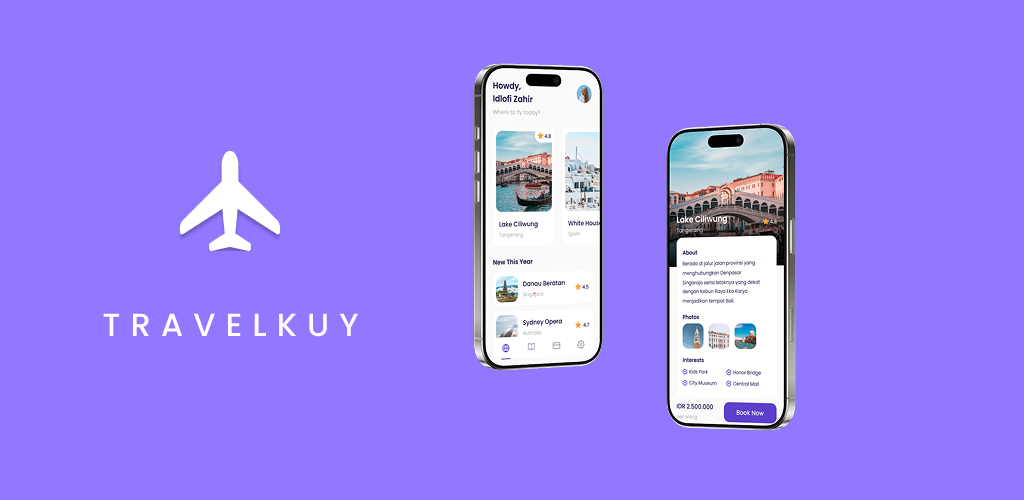 TRAVELKUY
Howdy,
Idlofi Zahir
Where to fly today?
4.8
Lake Ciliwung
Tangerang
White House
Spain
New This Year
Danau Beratan
Singajara
4.5
Sydney Opera
Australia
4.7
Lake Ciliwung
Tangerang
4.8
About
Berada di jalur jalan provinsi yang
menghubungkan Denpasar
Singaraja serta letaknya yang dekat
dengan Kebun Raya Eka Karya
menjadikan tempat Bali.
Photos
Interests
Kids Park
Honor Bridge
City Museum
Central Mall
IDR 2.500.000
per orang
Book Now